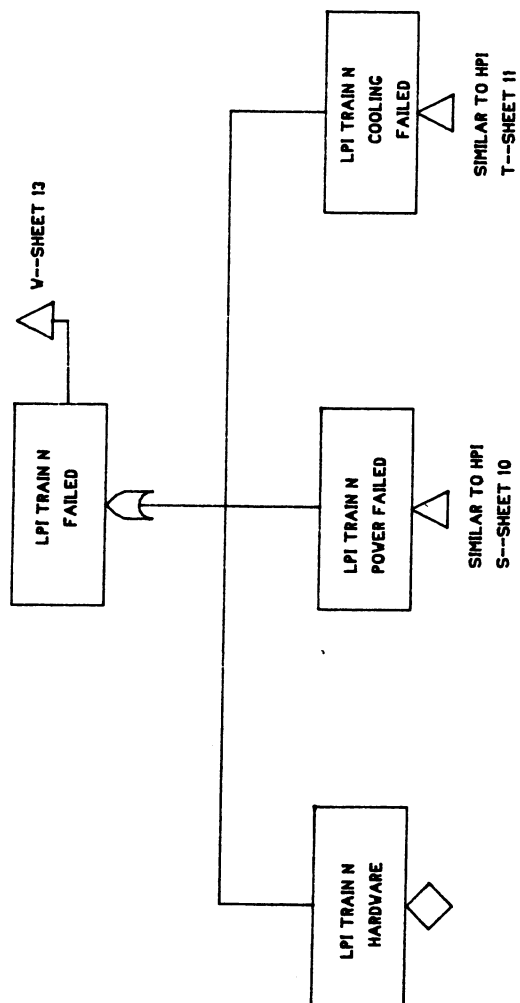 LPI TRAIN N
FAILED
W--SHEET 13
LPI TRAIN N
HARDWARE
LPI TRAIN N
POWER FAILED
SIMILAR TO HPI
S---SHEET 10
LPI TRAIN N
COOLING
FAILED
SIMILAR TO HPI
T--SHEET 11